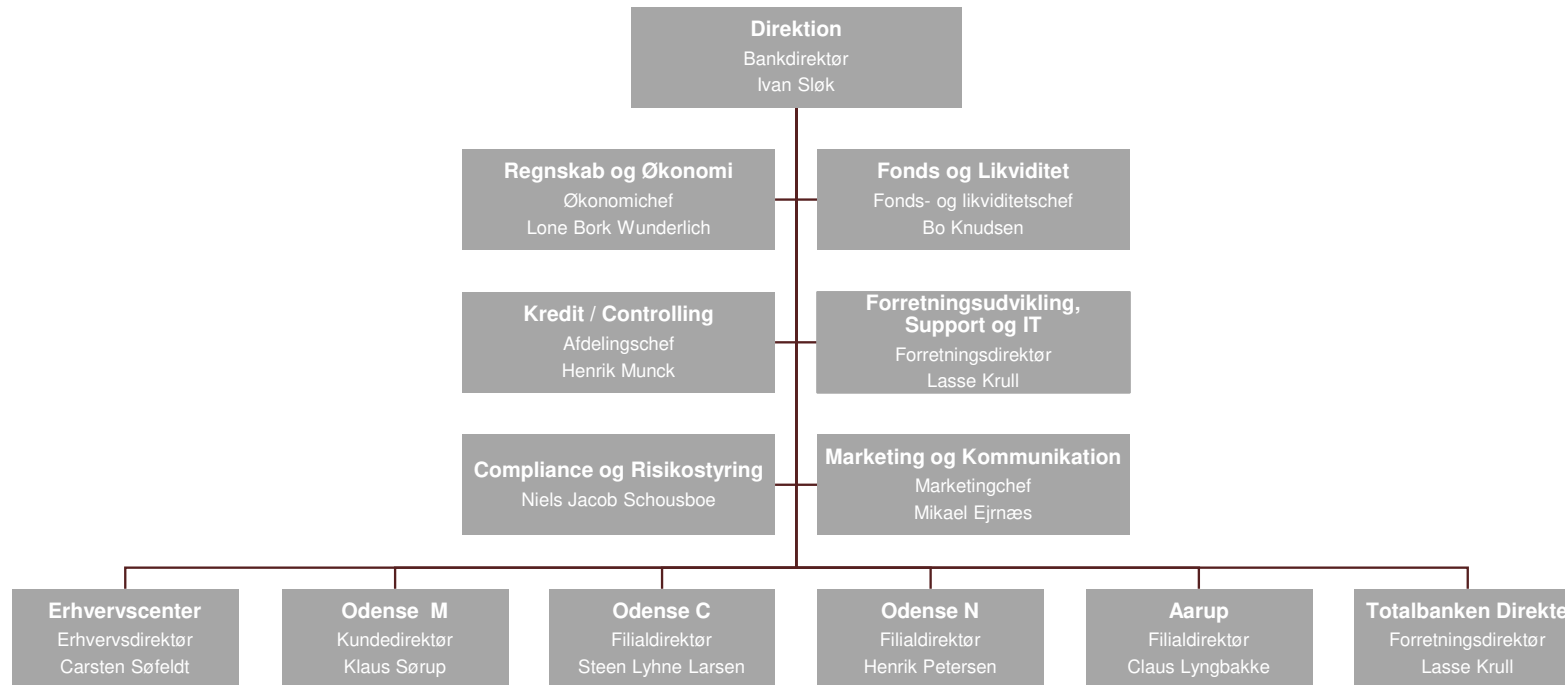 Direktion
Bankdirektør
Ivan Sløk
Regnskab og Økonomi
Økonomichef
Lone Bork Wunderlich
Fonds og Likviditet
Fonds- og likviditetschef
Bo Knudsen
Kredit / Controlling
Afdelingschef
Henrik Munck
Forretningsudvikling,
Support og IT
Forretningsdirektør
Lasse Krull
Compliance og Risikostyring
Niels Jacob Schousboe
Marketing og Kommunikation
Marketingchef
Mikael Ejrnæs
Erhvervscenter
Erhvervsdirektør
Carsten Søfeldt
Odense M
Kundedirektør
Klaus Sørup
Odense C
Filialdirektør
Steen Lyhne Larsen
Odense N
Filialdirektør
Henrik Petersen
Aarup
Filialdirektør
Claus Lyngbakke
Totalbanken Direkte
Forretningsdirektør
Lasse Krull